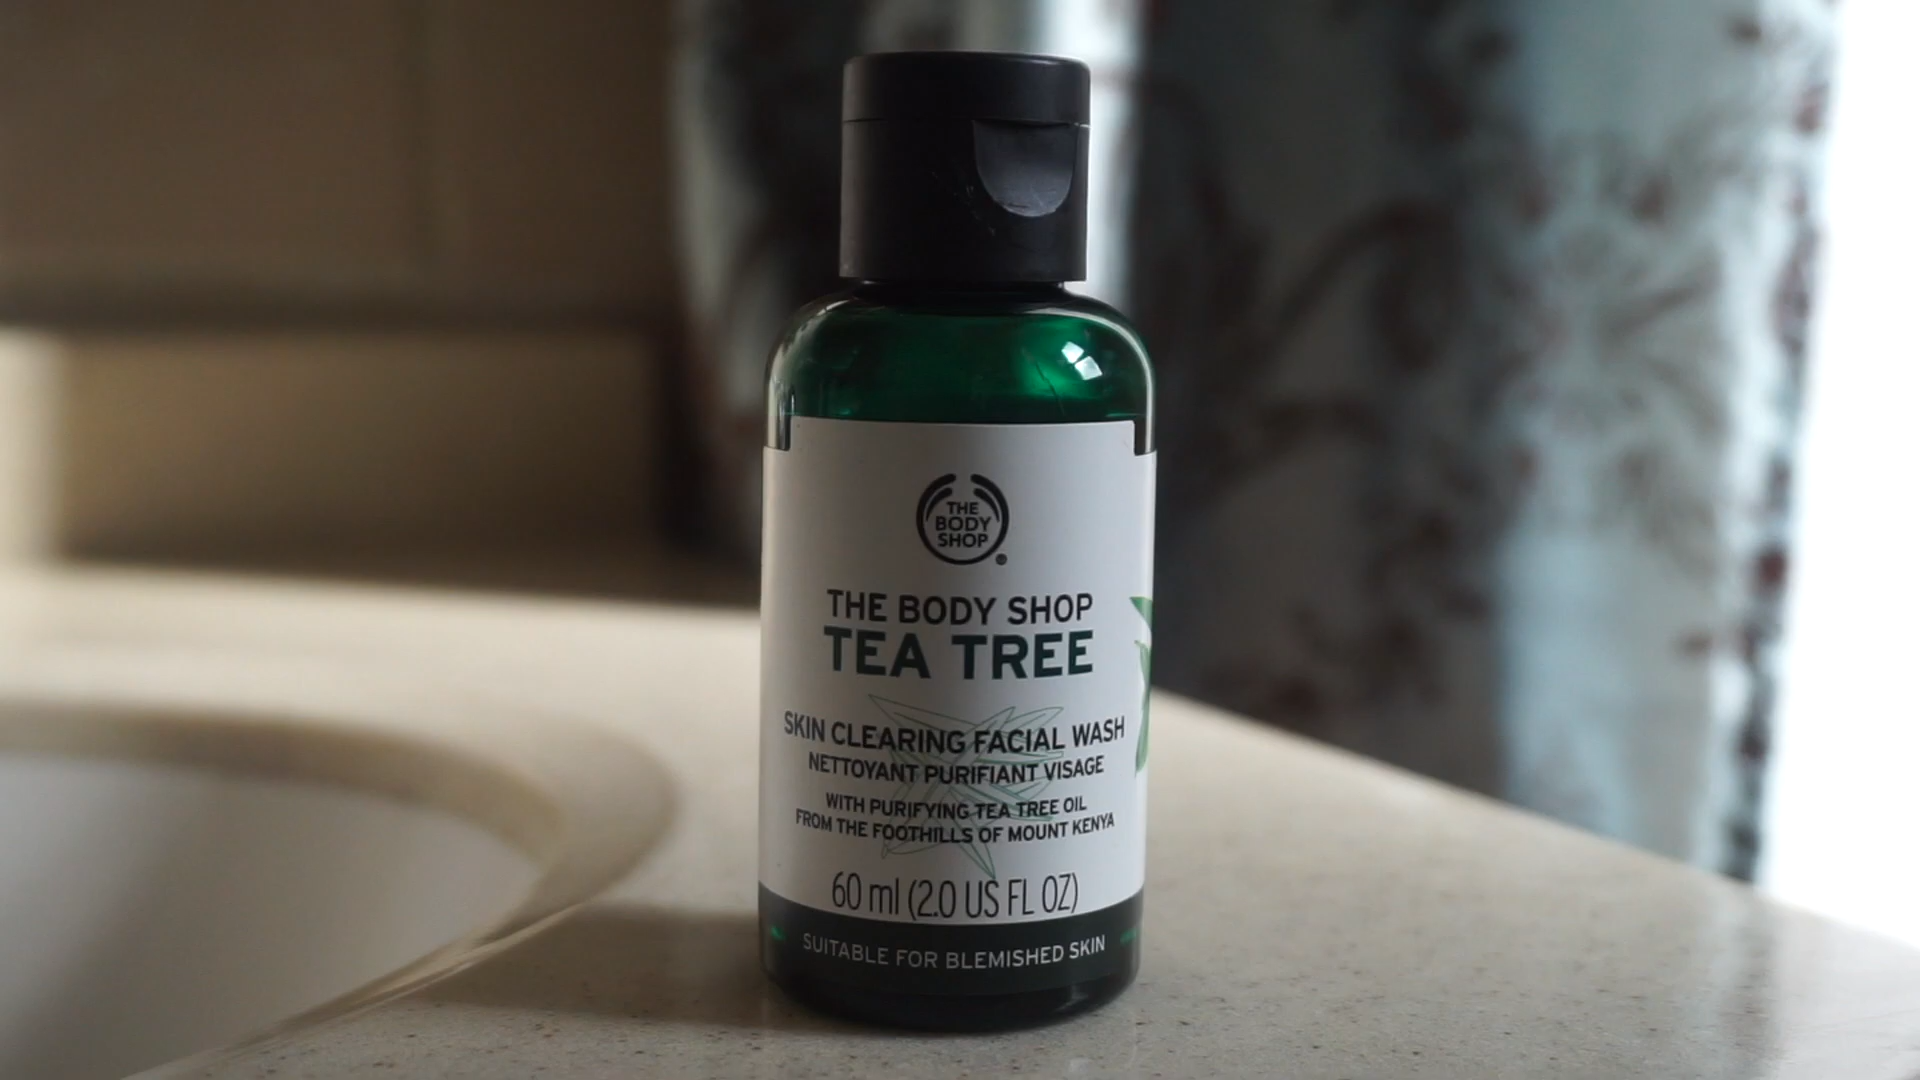 THE
BODY
SHOP
®
THE BODY SHOP
TEA TREE
SKIN CLEARING FACIAL WASH
NETTOYANT PURIFIANT VISAGE
WITH PURIFYING TEA TREE OIL
FROM THE FOOTHILLS OF MOUNT KENYA
60 ml (2.0 US FL OZ)
SUITABLE FOR BLEMISHED SKIN